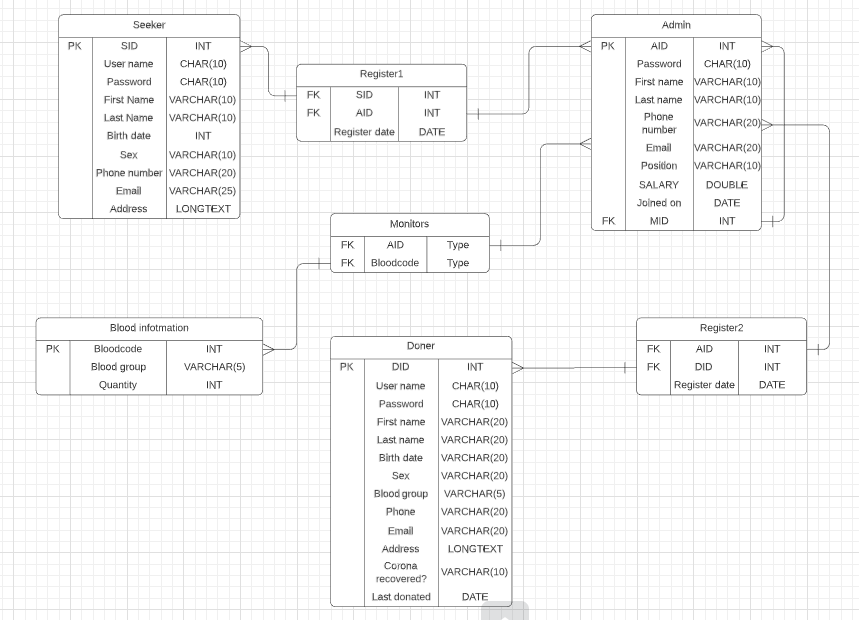 Seeker
PK SID INT
User name CHAR(10)
Password CHAR(10)
First Name VARCHAR(10)
Last Name VARCHAR(10)
Birth date INT
Sex VARCHAR(10)
Phone number VARCHAR(20)
Email VARCHAR(25)
Address LONGTEXT
Register1
FK SID INT
FK AID INT
Register date DATE
Admin
PK AID INT
Password CHAR(10)
First name VARCHAR(10)
Last name VARCHAR(10)
Phone
number VARCHAR(20)
Email VARCHAR(20)
Position VARCHAR(10)
SALARY DOUBLE
Joined on DATE
FK MID INT
Monitors
FK AID Type
FK Bloodcode Type
Blood infotmation
PK Bloodcode INT
Blood group VARCHAR(5)
Quantity INT
Doner
PK DID INT
User name CHAR(10)
Password CHAR(10)
First name VARCHAR(20)
Last name VARCHAR(20)
Birth date VARCHAR(20)
Sex VARCHAR(20)
Blood group VARCHAR(5)
Phone VARCHAR(20)
Email VARCHAR(20)
Address LONGTEXT
Corona
recovered? VARCHAR(10)
Last donated DATE
Register2
FK AID INT
FK DID INT
Register date DATE